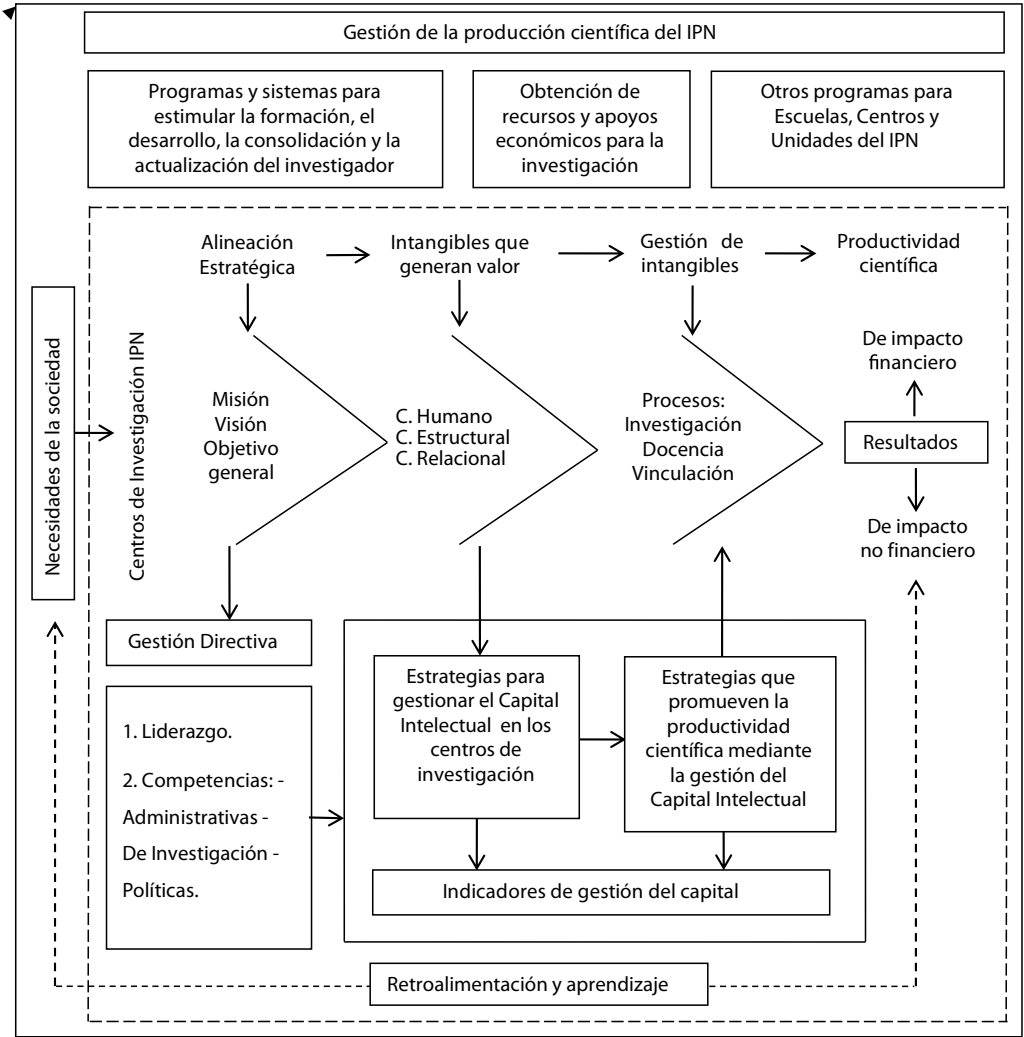 Gestión de la producción científica del IPN
Programas y sistemas para
estimular la formación, el
desarrollo, la consolidación y la
actualización del investigador
Obtención de
recursos y apoyos
económicos para la
investigación
Otros programas para
Escuelas, Centros y
Unidades del IPN
Alineación
Estratégica
Intangibles que
generan valor
Gestión de
intangibles
Productividad
científica
Necesidades de la sociedad
Centros de Investigación IPN
Misión
Visión
Objetivo
general
C. Humano
C. Estructural
C. Relacional
Procesos:
Investigación
Docencia
Vinculación
De impacto
financiero
Resultados
De impacto
no financiero
Gestión Directiva
1. Liderazgo.
2. Competencias: -
Administrativas -
De Investigación -
Políticas.
Estrategias para
gestionar el Capital
Intelectual en los
centros de
investigación
Estrategias que
promueven la
productividad
científica mediante
la gestión del
Capital Intelectual
Indicadores de gestión del capital
Retroalimentación y aprendizaje